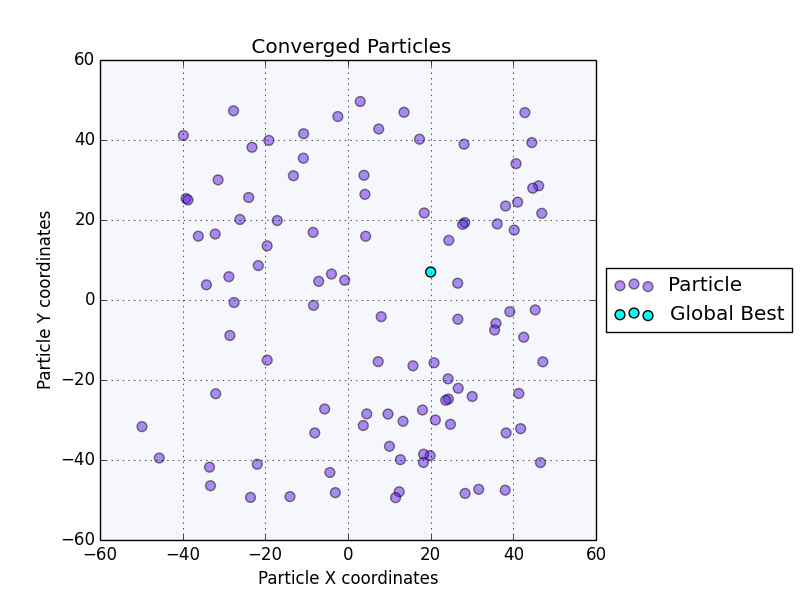 Converged Particles
60
40
20
0
−20
−40
−60
Particle Y coordinates
−60 −40 −20 0 20 40 60
Particle X coordinates
Particle
Global Best